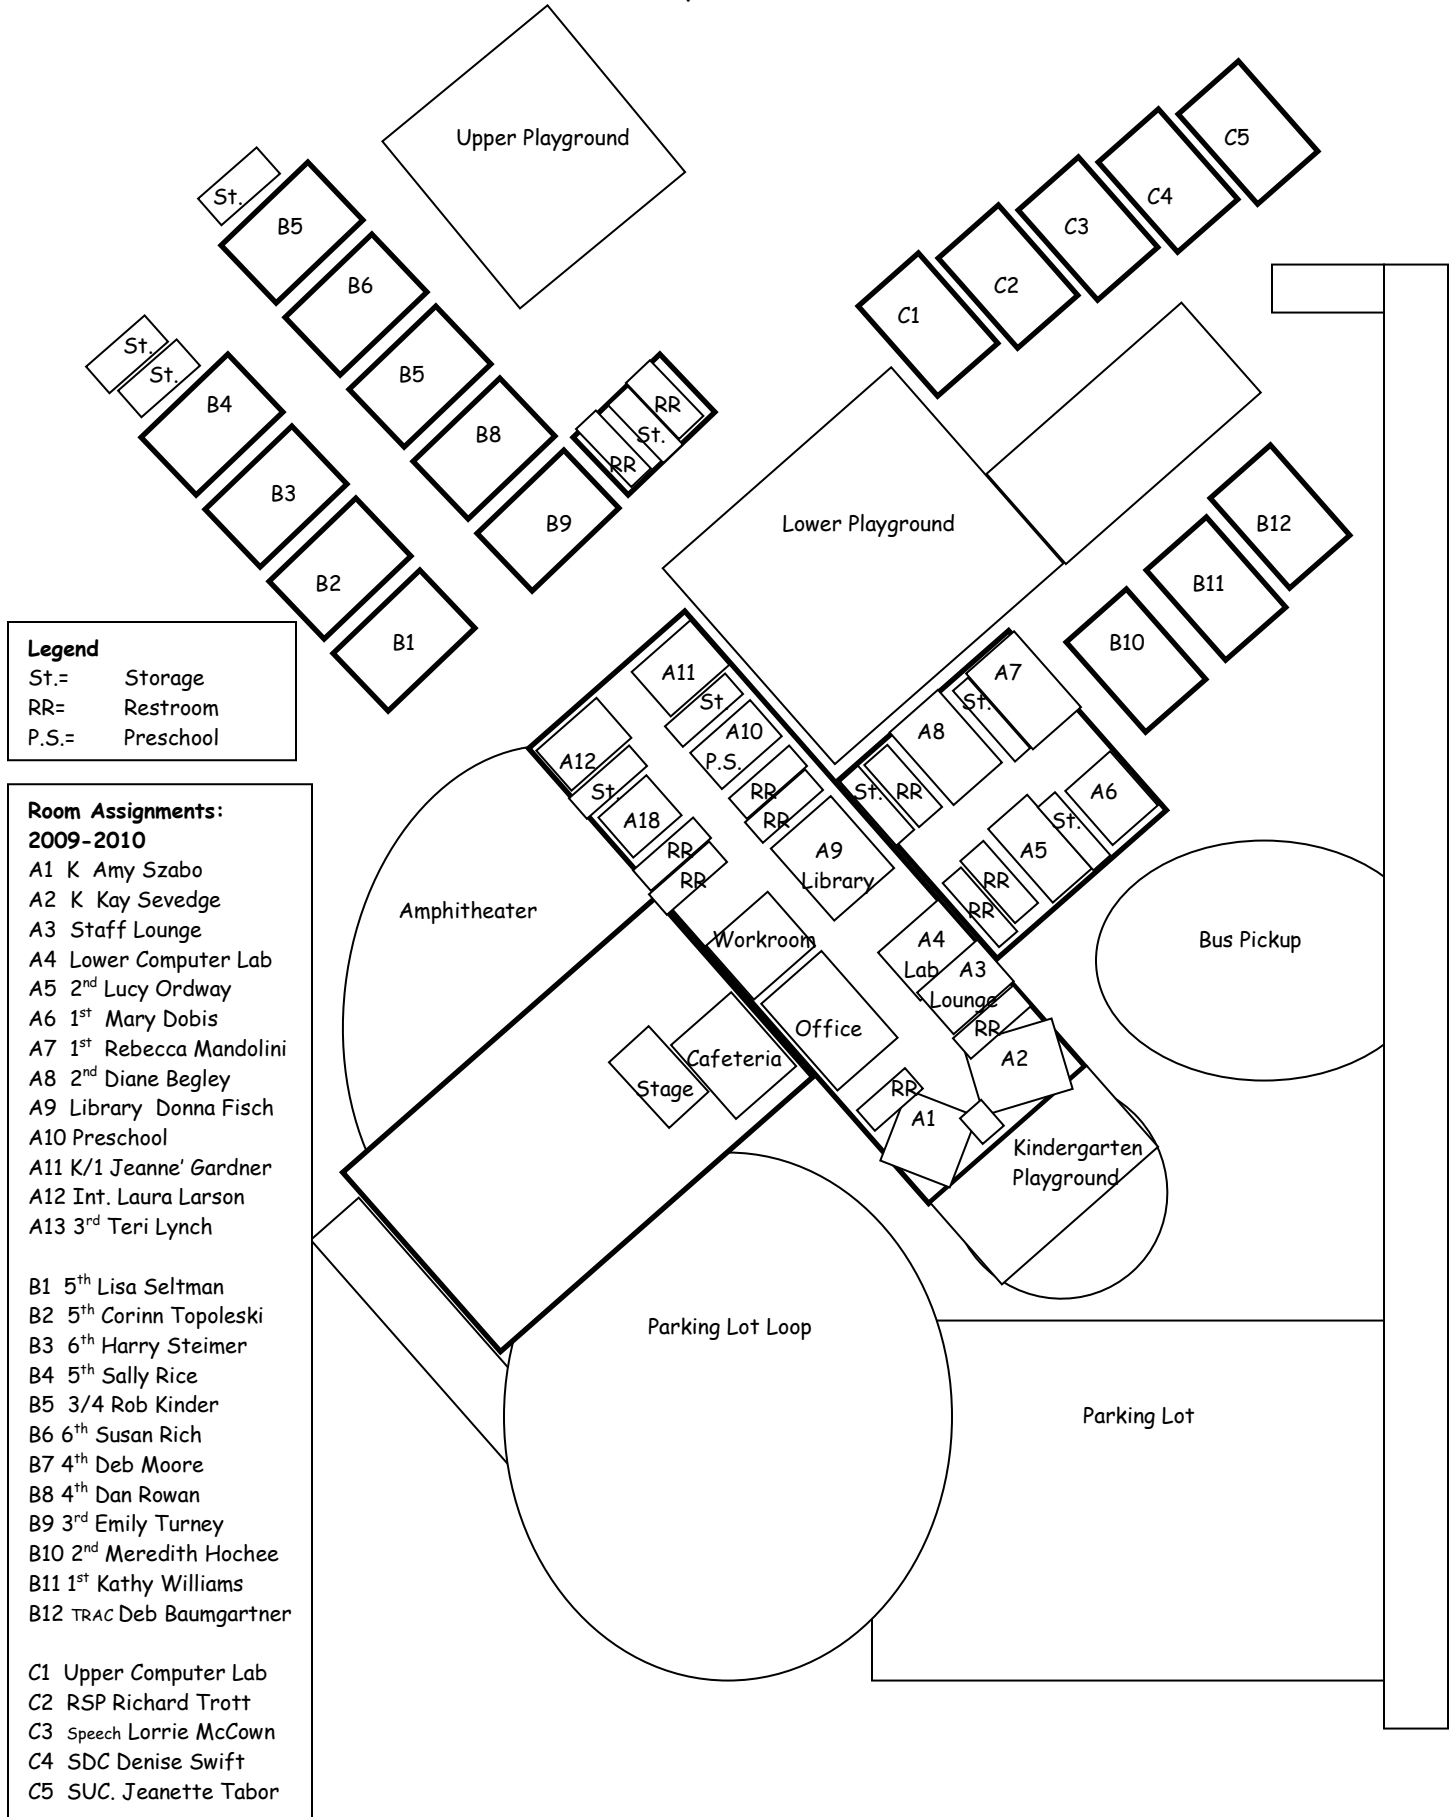 Upper Playground
C5
St.
C4
B5
C3
B6
C2
C1
St.
St.
B5
B4
RR
B8
St.
RR
B3
B9
Lower Playground
B12
B2
B11
B1
B10
Legend
St.= Storage
RR= Restroom
P.S.= Preschool
A11
A7
St.
St.
A10
A8
P.S.
A12
St.
RR
St.
RR
A6
A18
RR
St.
RR
A9
Library
A5
RR
RR
RR
Amphitheater
Workroom
A4
Lab
A3
Lounge
Bus Pickup
Office
RR
Cafeteria
Stage
A2
RR
A1
Kindergarten
Playground
Parking Lot Loop
Parking Lot
Room Assignments:
2009-2010
A1 K Amy Szabo
A2 K Kay Sevedge
A3 Staff Lounge
A4 Lower Computer Lab
A5 2nd Lucy Ordway
A6 1st Mary Dobis
A7 1st Rebecca Mandolini
A8 2nd Diane Begley
A9 Library Donna Fisch
A10 Preschool
A11 K/1 Jeanne’ Gardner
A12 Int. Laura Larson
A13 3rd Teri Lynch
B1 5th Lisa Seltman
B2 5th Corinn Topoleski
B3 6th Harry Steimer
B4 5th Sally Rice
B5 3/4 Rob Kinder
B6 6th Susan Rich
B7 4th Deb Moore
B8 4th Dan Rowan
B9 3rd Emily Turney
B10 2nd Meredith Hochee
B11 1st Kathy Williams
B12 TRAC Deb Baumgartner
C1 Upper Computer Lab
C2 RSP Richard Trott
C3 Speech Lorrie McCown
C4 SDC Denise Swift
C5 SUC. Jeanette Tabor